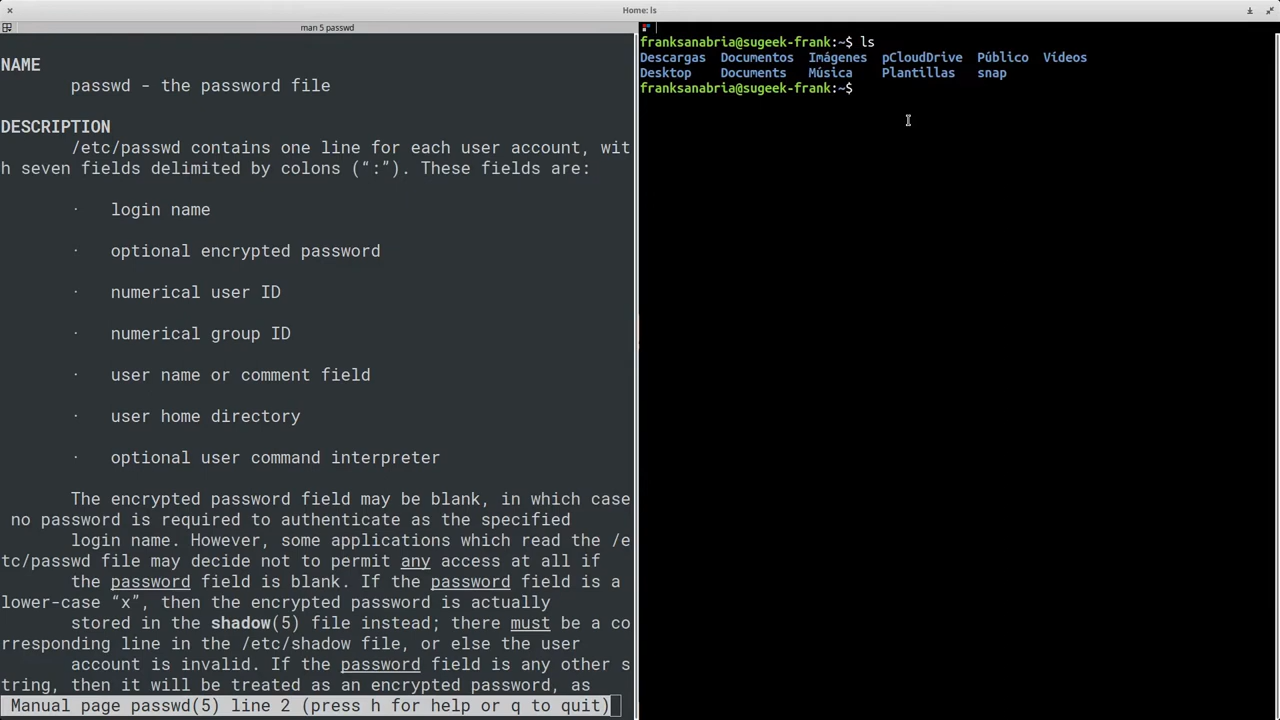 Home: ls
man 5 passwd
NAME
passwd - the password file
DESCRIPTION
/etc/passwd contains one line for each user account, wit
h seven fields delimited by colons (“:”). These fields are:
· login name
· optional encrypted password
· numerical user ID
· numerical group ID
· user name or comment field
· user home directory
· optional user command interpreter
The encrypted password field may be blank, in which case
no password is required to authenticate as the specified
login name. However, some applications which read the /e
tc/passwd file may decide not to permit any access at all if
the password field is blank. If the password field is a
lower-case “x”, then the encrypted password is actually
stored in the shadow(5) file instead; there must be a co
rresponding line in the /etc/shadow file, or else the user
account is invalid. If the password field is any other s
tring, then it will be treated as an encrypted password, as
Manual page passwd(5) line 2 (press h for help or q to quit)
franksanabria@sugeek-frank:~$ ls
Descargas Documentos Imágenes pCloudDrive Público Vídeos
Desktop Documents Música Plantillas snap
franksanabria@sugeek-frank:~$